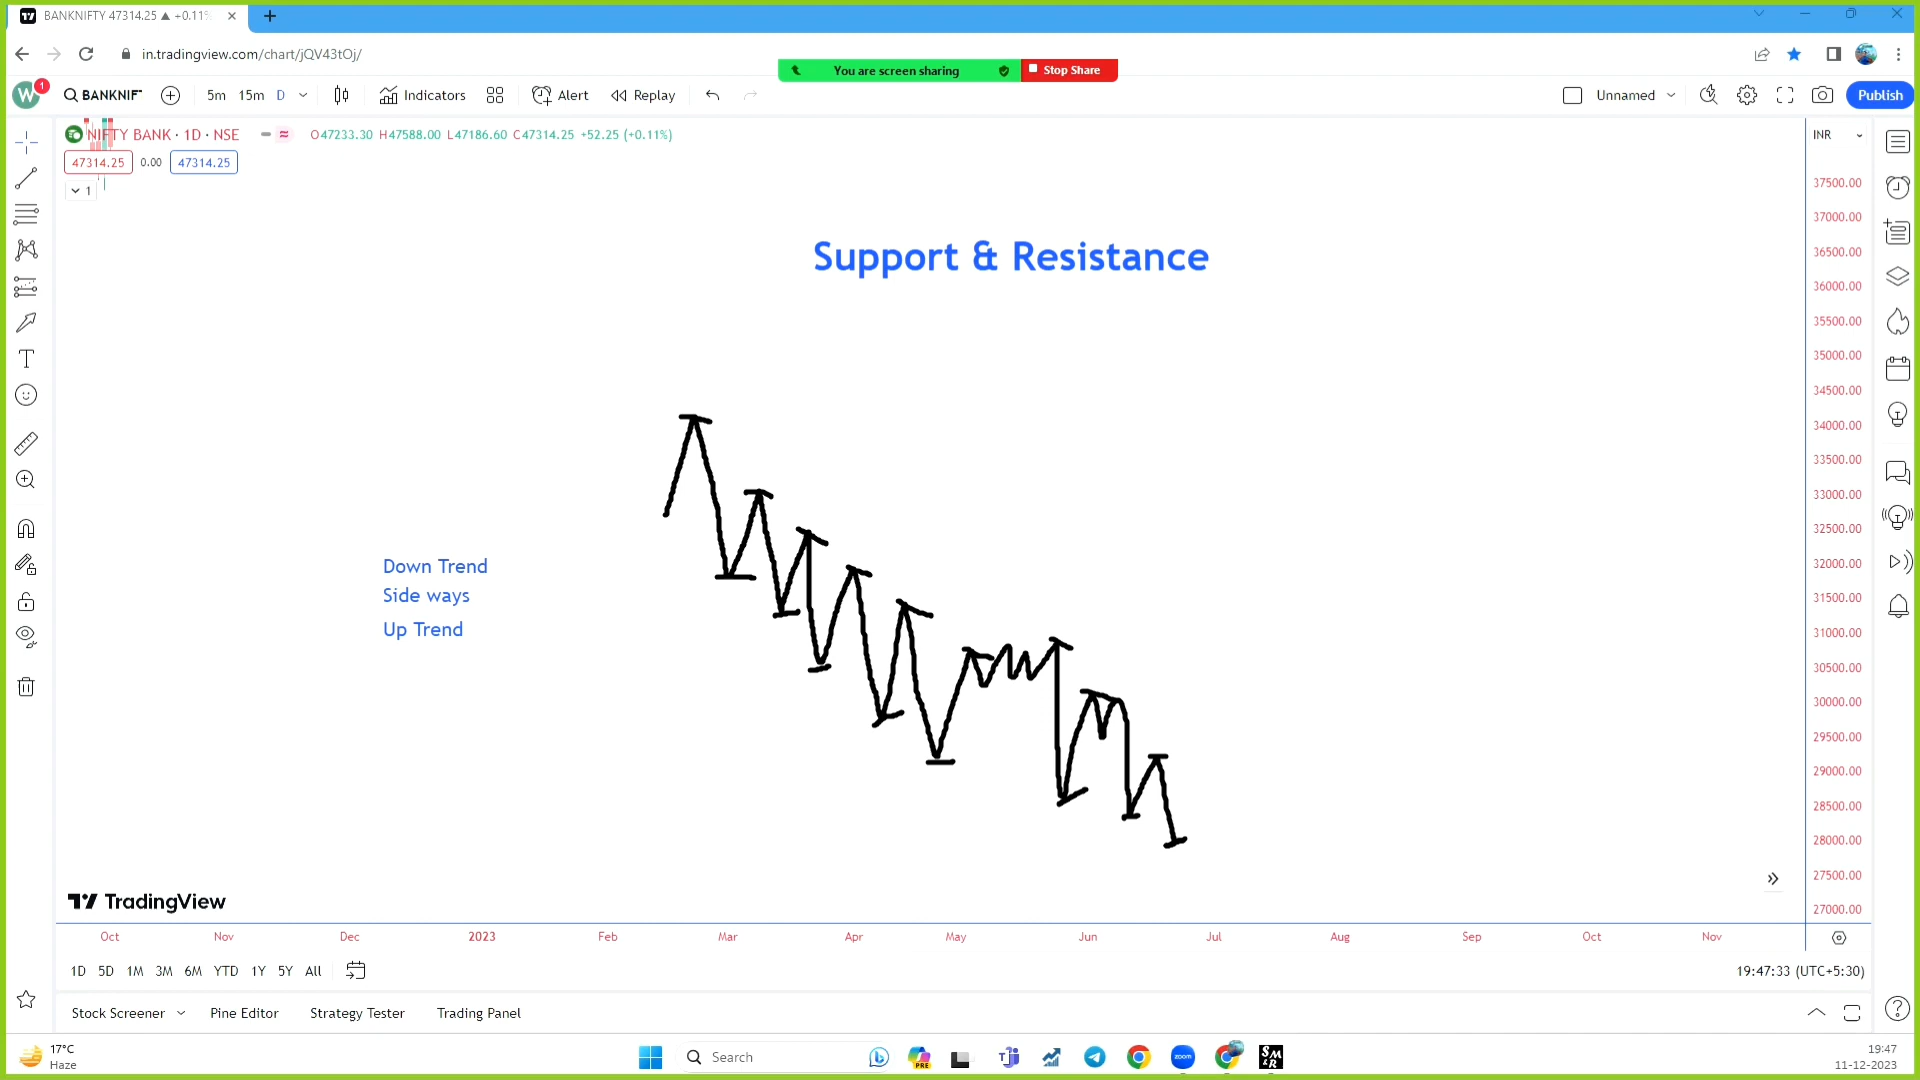 BANKNIFTY 47314.25 ▲ +0.11%
in.tradingview.com/chart/jQV43tOj/
You are screen sharing
Stop Share
W 1
BANKNIF
5m 15m D
Indicators
Alert
Replay
Unnamed
Publish
NIFTY BANK · 1D · NSE
O47233.30 H47588.00 L47186.60 C47314.25 +52.25 (+0.11%)
INR
47314.25 0.00 47314.25
1
Support & Resistance
Down Trend
Side ways
Up Trend
37500.00
37000.00
36500.00
36000.00
35500.00
35000.00
34500.00
34000.00
33500.00
33000.00
32500.00
32000.00
31500.00
31000.00
30500.00
30000.00
29500.00
29000.00
28500.00
28000.00
27500.00
27000.00
TradingView
Oct Nov Dec 2023 Feb Mar Apr May Jun Jul Aug Sep Oct Nov
1D 5D 1M 3M 6M YTD 1Y 5Y All
19:47:33 (UTC+5:30)
Stock Screener Pine Editor Strategy Tester Trading Panel
17°C
Haze
Search
PRE
zoom
SM&R
19:47
11-12-2023